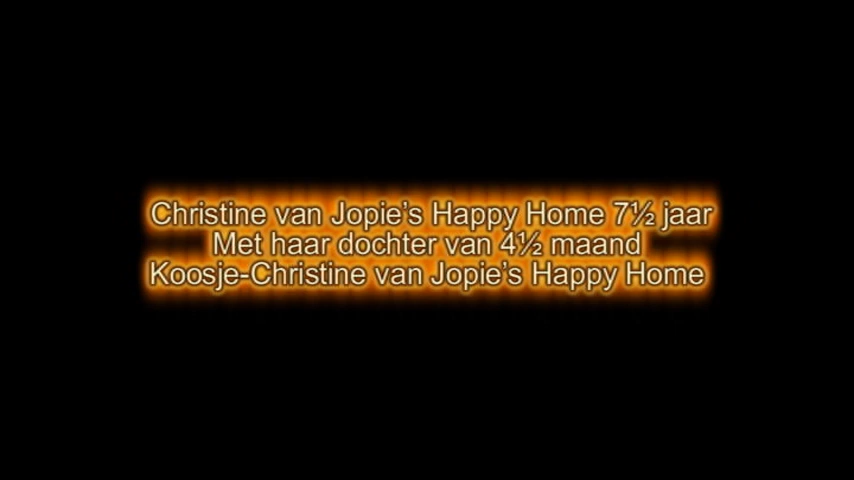 Christine van Jopie’s Happy Home 7½ jaar
Met haar dochter van 4½ maand
Koosje-Christine van Jopie’s Happy Home